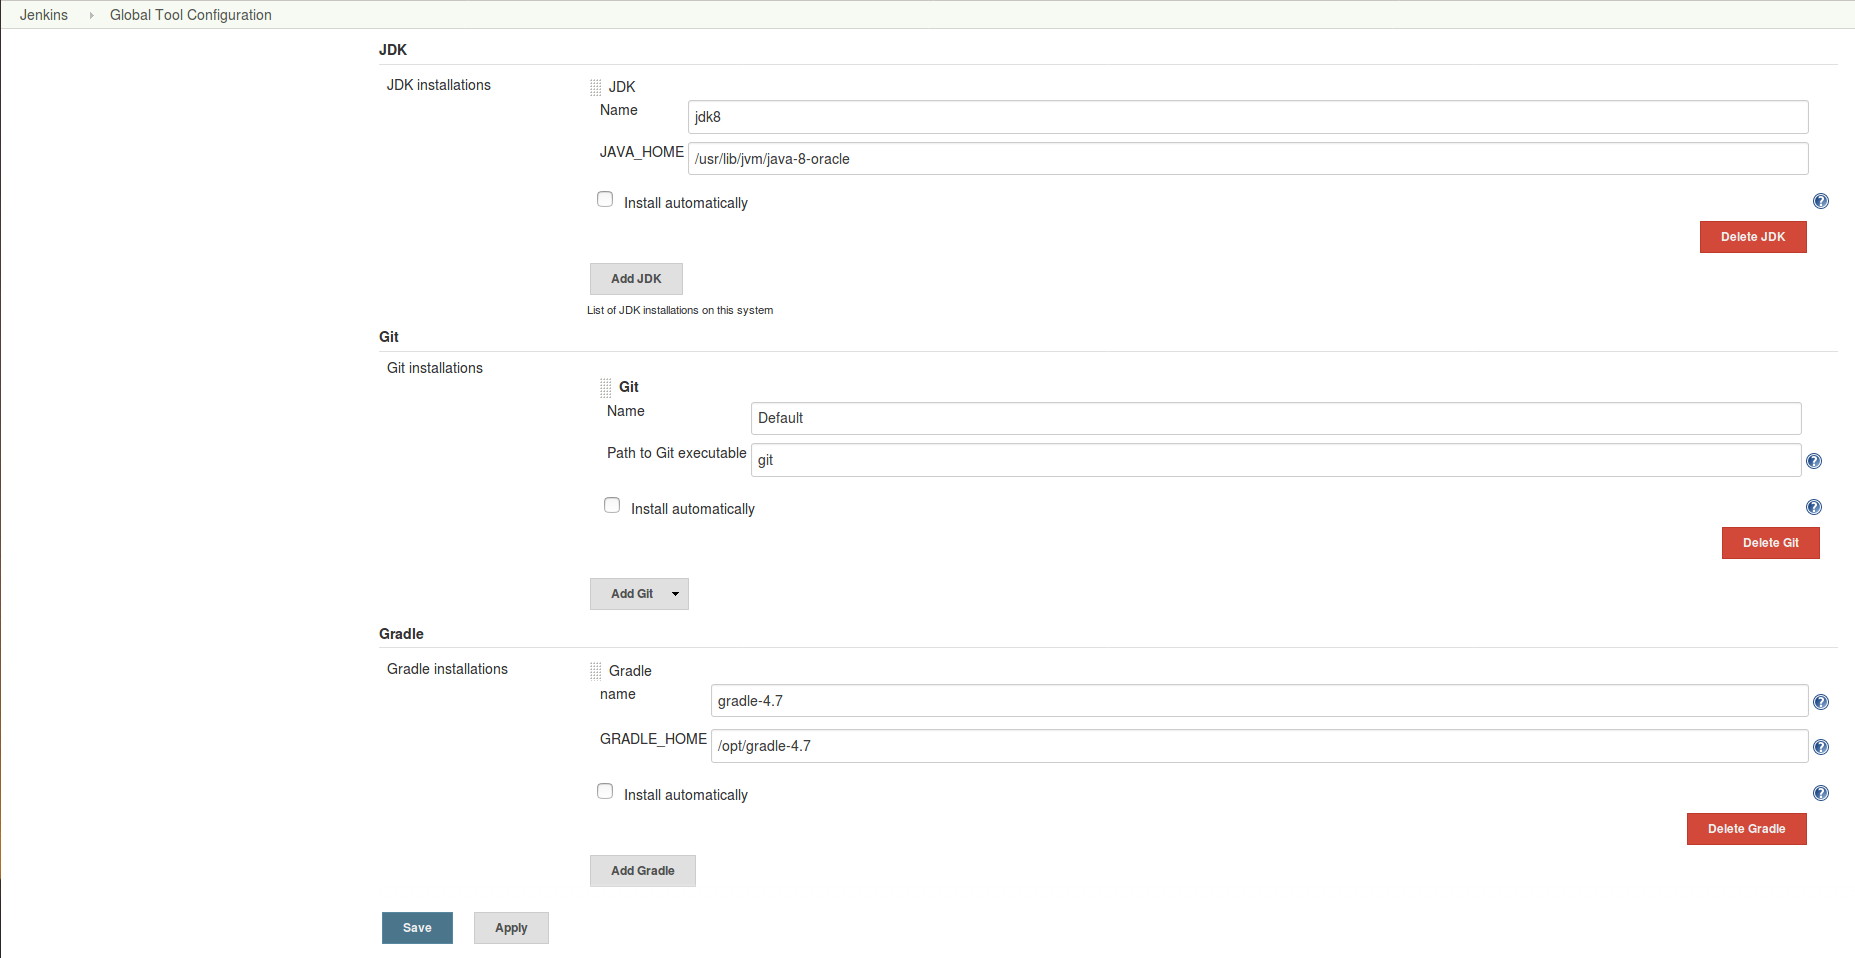 Jenkins Global Tool Configuration
JDK
JDK installations
JDK
Name
jdk8
JAVA_HOME
/usr/lib/jvm/java-8-oracle
Install automatically
Delete JDK
Add JDK
List of JDK installations on this system
Git
Git installations
Git
Name
Default
Path to Git executable
git
Install automatically
Delete Git
Add Git
Gradle
Gradle installations
Gradle
name
gradle-4.7
GRADLE_HOME
/opt/gradle-4.7
Install automatically
Delete Gradle
Add Gradle
Save Apply